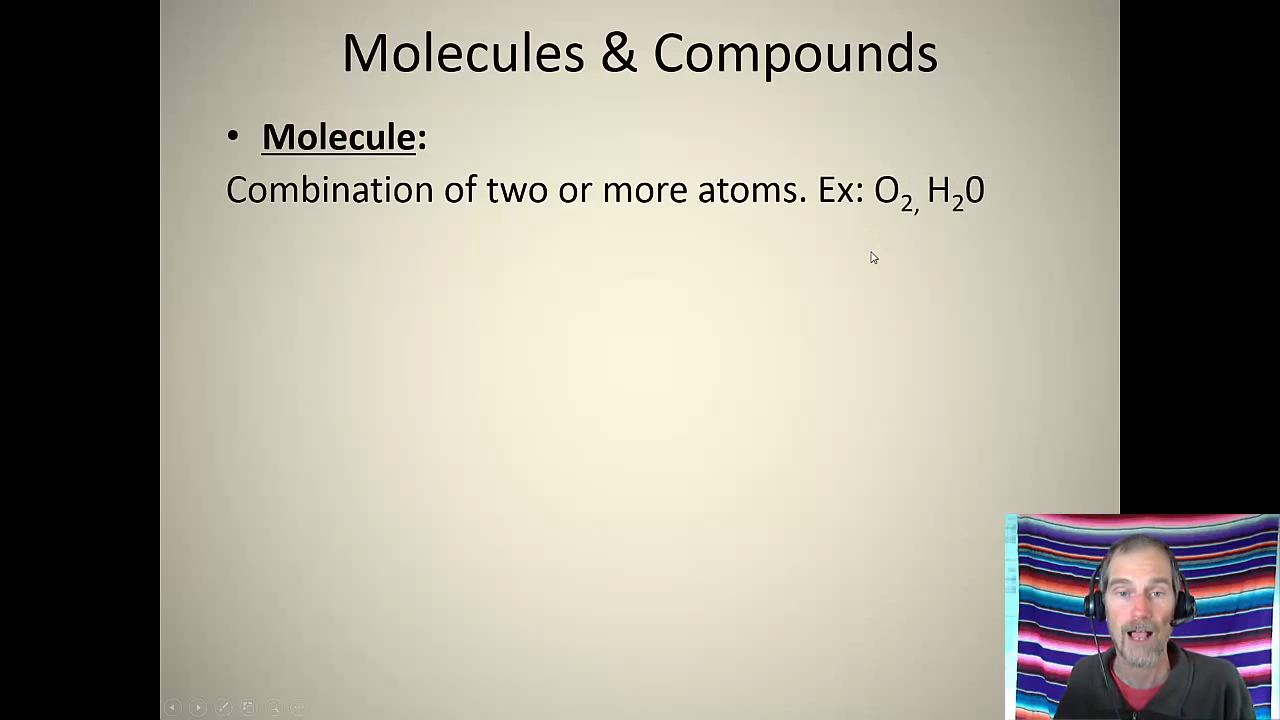 Molecules & Compounds
• Molecule:
Combination of two or more atoms. Ex: O₂, H₂0